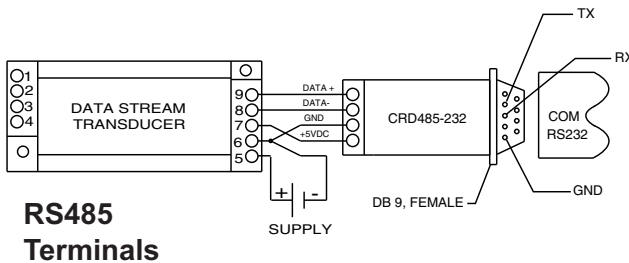 TX
RX
1
2
3
4
DATA STREAM
TRANSDUCER
9
8
7
6
5
DATA +
DATA-
GND
+5VDC
CRD485-232
COM
RS232
GND
DB 9, FEMALE
+ -
SUPPLY
RS485
Terminals